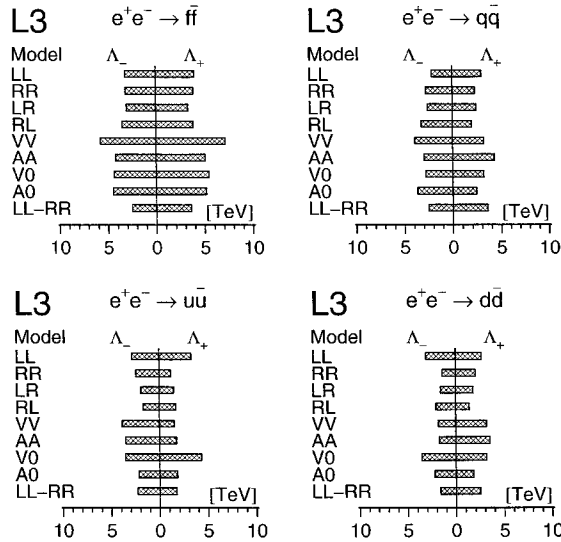 L3 e⁺e⁻ → ff̄
Model Λ₋ Λ₊
LL
RR
LR
RL
VV
AA
V0
A0
LL−RR [TeV]
10 5 0 5 10
L3 e⁺e⁻ → qq̄
Model Λ₋ Λ₊
LL
RR
LR
RL
VV
AA
V0
A0
LL−RR [TeV]
10 5 0 5 10
L3 e⁺e⁻ → uū
Model Λ₋ Λ₊
LL
RR
LR
RL
VV
AA
V0
A0
LL−RR [TeV]
10 5 0 5 10
L3 e⁺e⁻ → dd̄
Model Λ₋ Λ₊
LL
RR
LR
RL
VV
AA
V0
A0
LL−RR [TeV]
10 5 0 5 10